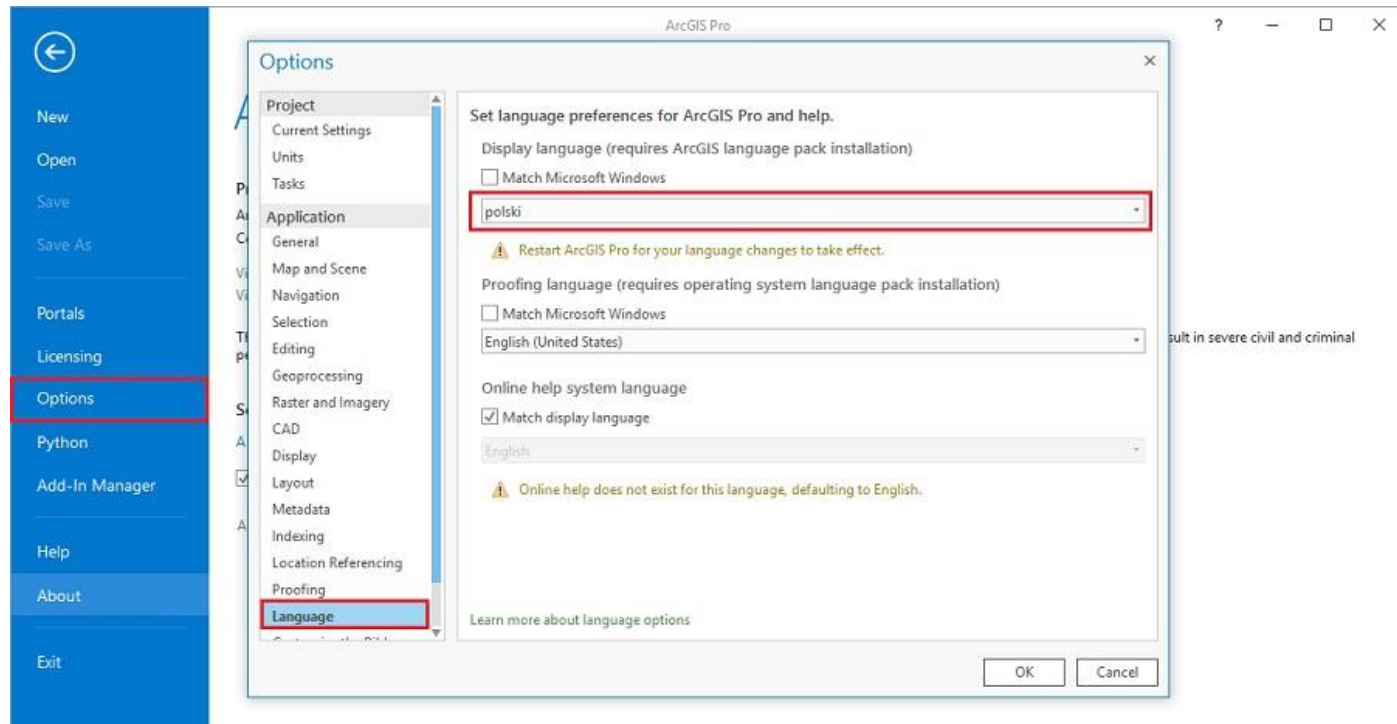 ArcGIS Pro
?
New
Open
Save
Save As
Portals
Licensing
Options
Python
Add-In Manager
Help
About
Exit
Options
Project
Current Settings
Units
Tasks
Application
General
Map and Scene
Navigation
Selection
Editing
Geoprocessing
Raster and Imagery
CAD
Display
Layout
Metadata
Indexing
Location Referencing
Proofing
Language
Set language preferences for ArcGIS Pro and help.
Display language (requires ArcGIS language pack installation)
Match Microsoft Windows
polski
Restart ArcGIS Pro for your language changes to take effect.
Proofing language (requires operating system language pack installation)
Match Microsoft Windows
English (United States)
Online help system language
Match display language
English
Online help does not exist for this language, defaulting to English.
Learn more about language options
OK
Cancel
in severe civil and criminal